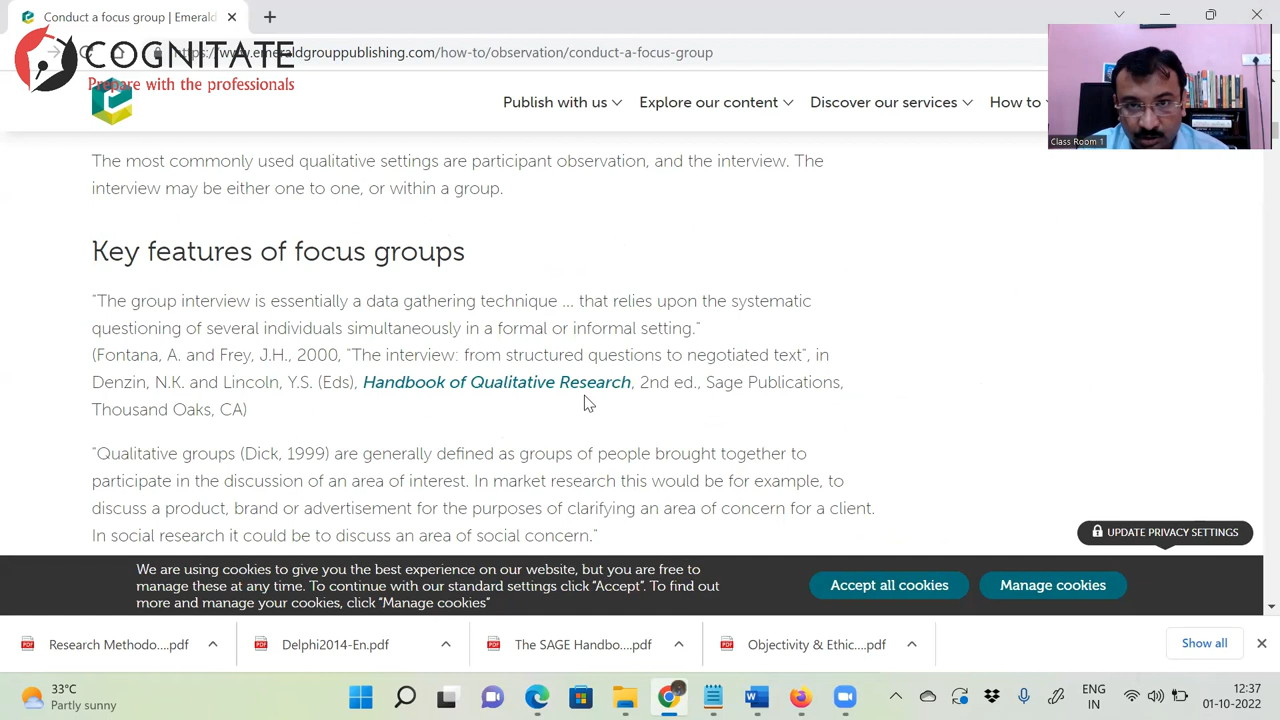 Conduct a focus group | Emerald
COGNITATE
Prepare with the professionals
https://www.emeraldgrouppublishing.com/how-to/observation/conduct-a-focus-group
Publish with us
Explore our content
Discover our services
How to
Class Room 1
The most commonly used qualitative settings are participant observation, and the interview. The
interview may be either one to one, or within a group.
Key features of focus groups
"The group interview is essentially a data gathering technique ... that relies upon the systematic
questioning of several individuals simultaneously in a formal or informal setting."
(Fontana, A. and Frey, J.H., 2000, "The interview: from structured questions to negotiated text", in
Denzin, N.K. and Lincoln, Y.S. (Eds), Handbook of Qualitative Research, 2nd ed., Sage Publications,
Thousand Oaks, CA)
"Qualitative groups (Dick, 1999) are generally defined as groups of people brought together to
participate in the discussion of an area of interest. In market research this would be for example, to
discuss a product, brand or advertisement for the purposes of clarifying an area of concern for a client.
In social research it could be to discuss an area of social concern."
UPDATE PRIVACY SETTINGS
We are using cookies to give you the best experience on our website, but you are free to
manage these at any time. To continue with our standard settings click "Accept". To find out
more and manage your cookies, click "Manage cookies"
Accept all cookies
Manage cookies
Research Methodo....pdf
Delphi2014-En.pdf
The SAGE Handbo....pdf
Objectivity & Ethic....pdf
Show all
33°C
Partly sunny
ENG
IN
12:37
01-10-2022